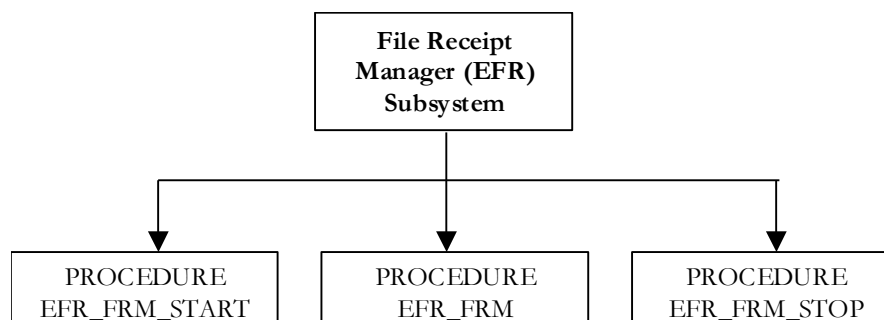 File Receipt
Manager (EFR)
Subsystem
PROCEDURE
EFR_FRM_START
PROCEDURE
EFR_FRM
PROCEDURE
EFR_FRM_STOP